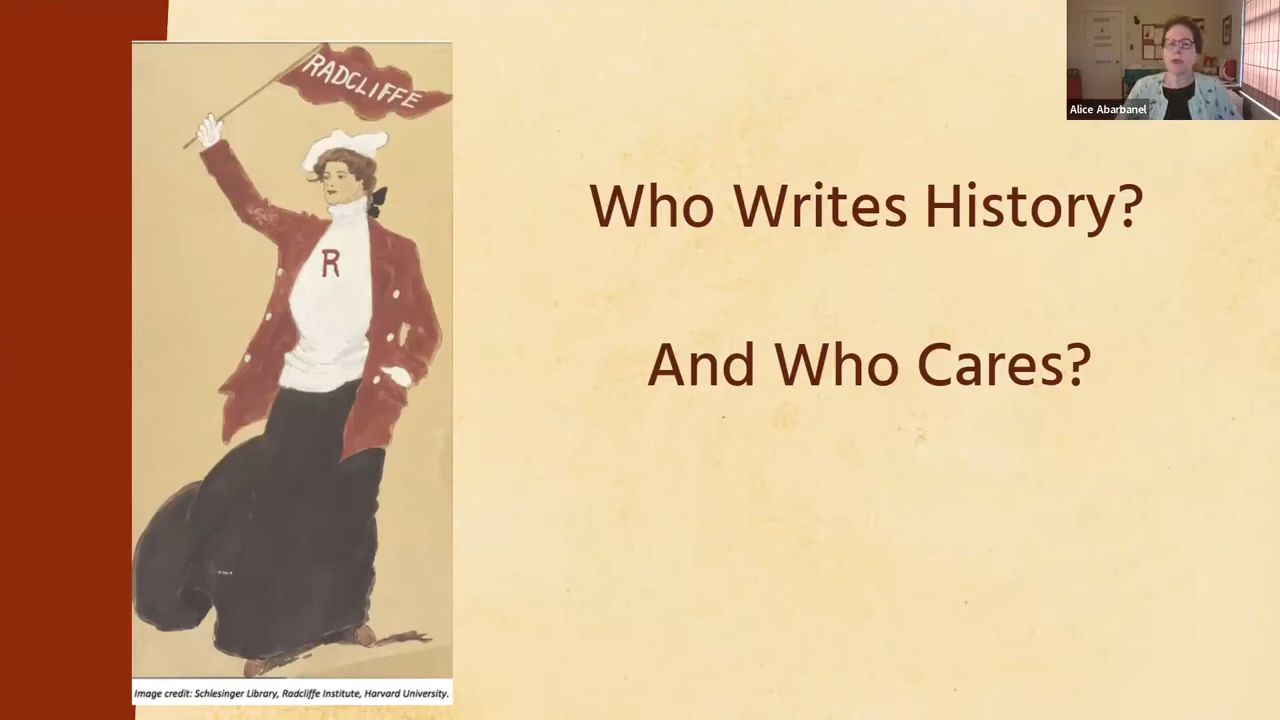 RADCLIFFE
R
Who Writes History?
And Who Cares?
Alice Abarbanel
Image credit: Schlesinger Library, Radcliffe Institute, Harvard University.